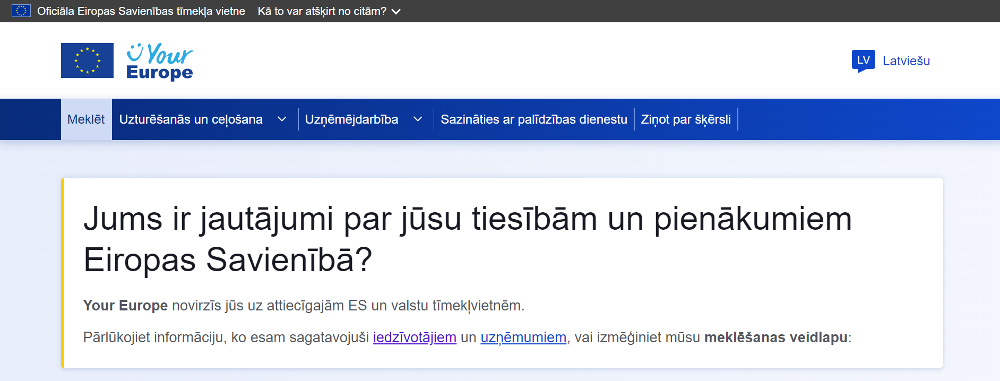 Oficiāla Eiropas Savienības tīmekļa vietne Kā to var atšķirt no citām?
Your
Europe
LV Latviešu
Meklēt Uzturēšanās un ceļošana Uzņēmējdarbība Sazināties ar palīdzības dienestu Ziņot par šķērsli
Jums ir jautājumi par jūsu tiesībām un pienākumiem
Eiropas Savienībā?
Your Europe novirzīs jūs uz attiecīgajām ES un valstu tīmekļvietnēm.
Pārlūkojiet informāciju, ko esam sagatavojuši iedzīvotājiem un uzņēmumiem, vai izmēģiniet mūsu meklēšanas veidlapu: